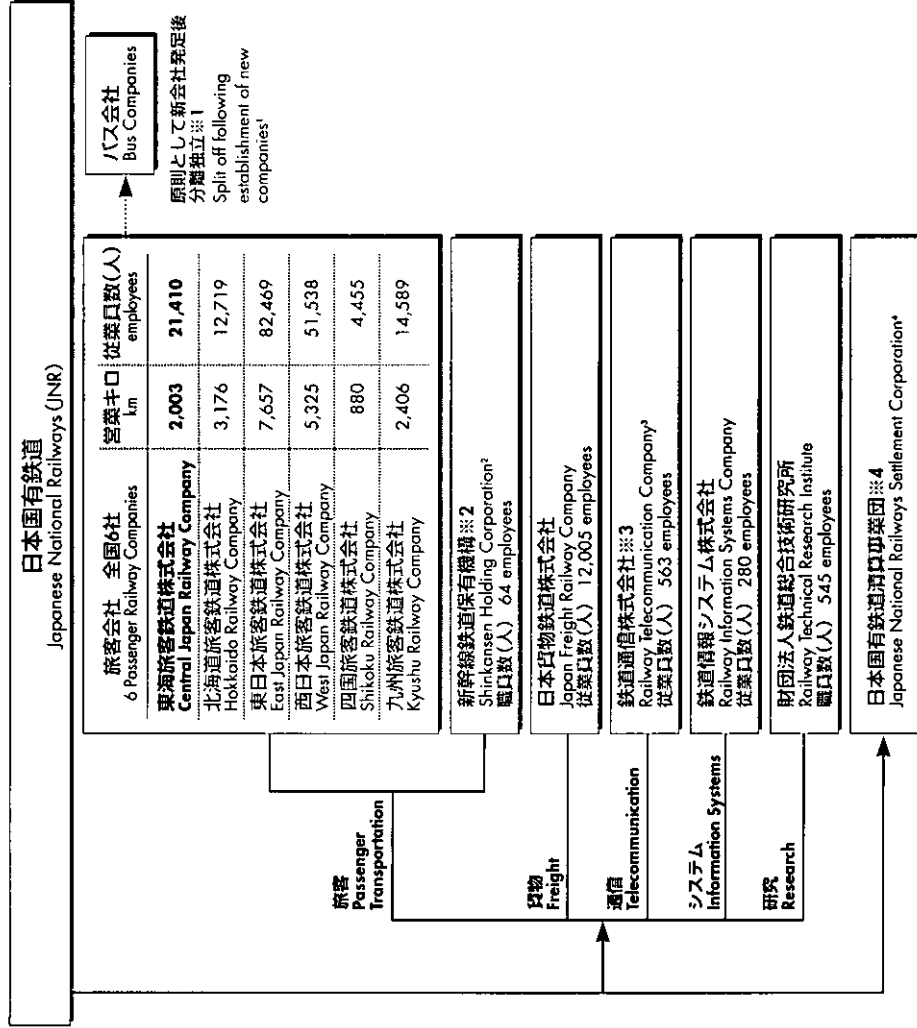 日本国有鉄道
Japanese National Railways (JNR)
旅客会社 全国6社 営業キロ 従業員数(人)
6 Passenger Railway Companies km employees
東海旅客鉄道株式会社 2,003 21,410
Central Japan Railway Company
北海道旅客鉄道株式会社 3,176 12,719
Hokkaido Railway Company
東日本旅客鉄道株式会社 7,657 82,469
East Japan Railway Company
西日本旅客鉄道株式会社 5,325 51,538
West Japan Railway Company
四国旅客鉄道株式会社 880 4,455
Shikoku Railway Company
九州旅客鉄道株式会社 2,406 14,589
Kyushu Railway Company
バス会社
Bus Companies
原則として新会社発足後
分離独立※1
Split off following
establishment of new
companies¹
旅客
Passenger
Transportation
新幹線鉄道保有機構※2
Shinkansen Holding Corporation²
職員数(人) 64 employees
貨物
Freight
日本貨物鉄道株式会社
Japan Freight Railway Company
従業員数(人) 12,005 employees
通信
Telecommunication
鉄道通信株式会社※3
Railway Telecommunication Company³
従業員数(人) 563 employees
システム
Information Systems
鉄道情報システム株式会社
Railway Information Systems Company
従業員数(人) 280 employees
研究
Research
財団法人鉄道総合技術研究所
Railway Technical Research Institute
職員数(人) 545 employees
日本国有鉄道清算事業団※4
Japanese National Railways Settlement Corporation⁴